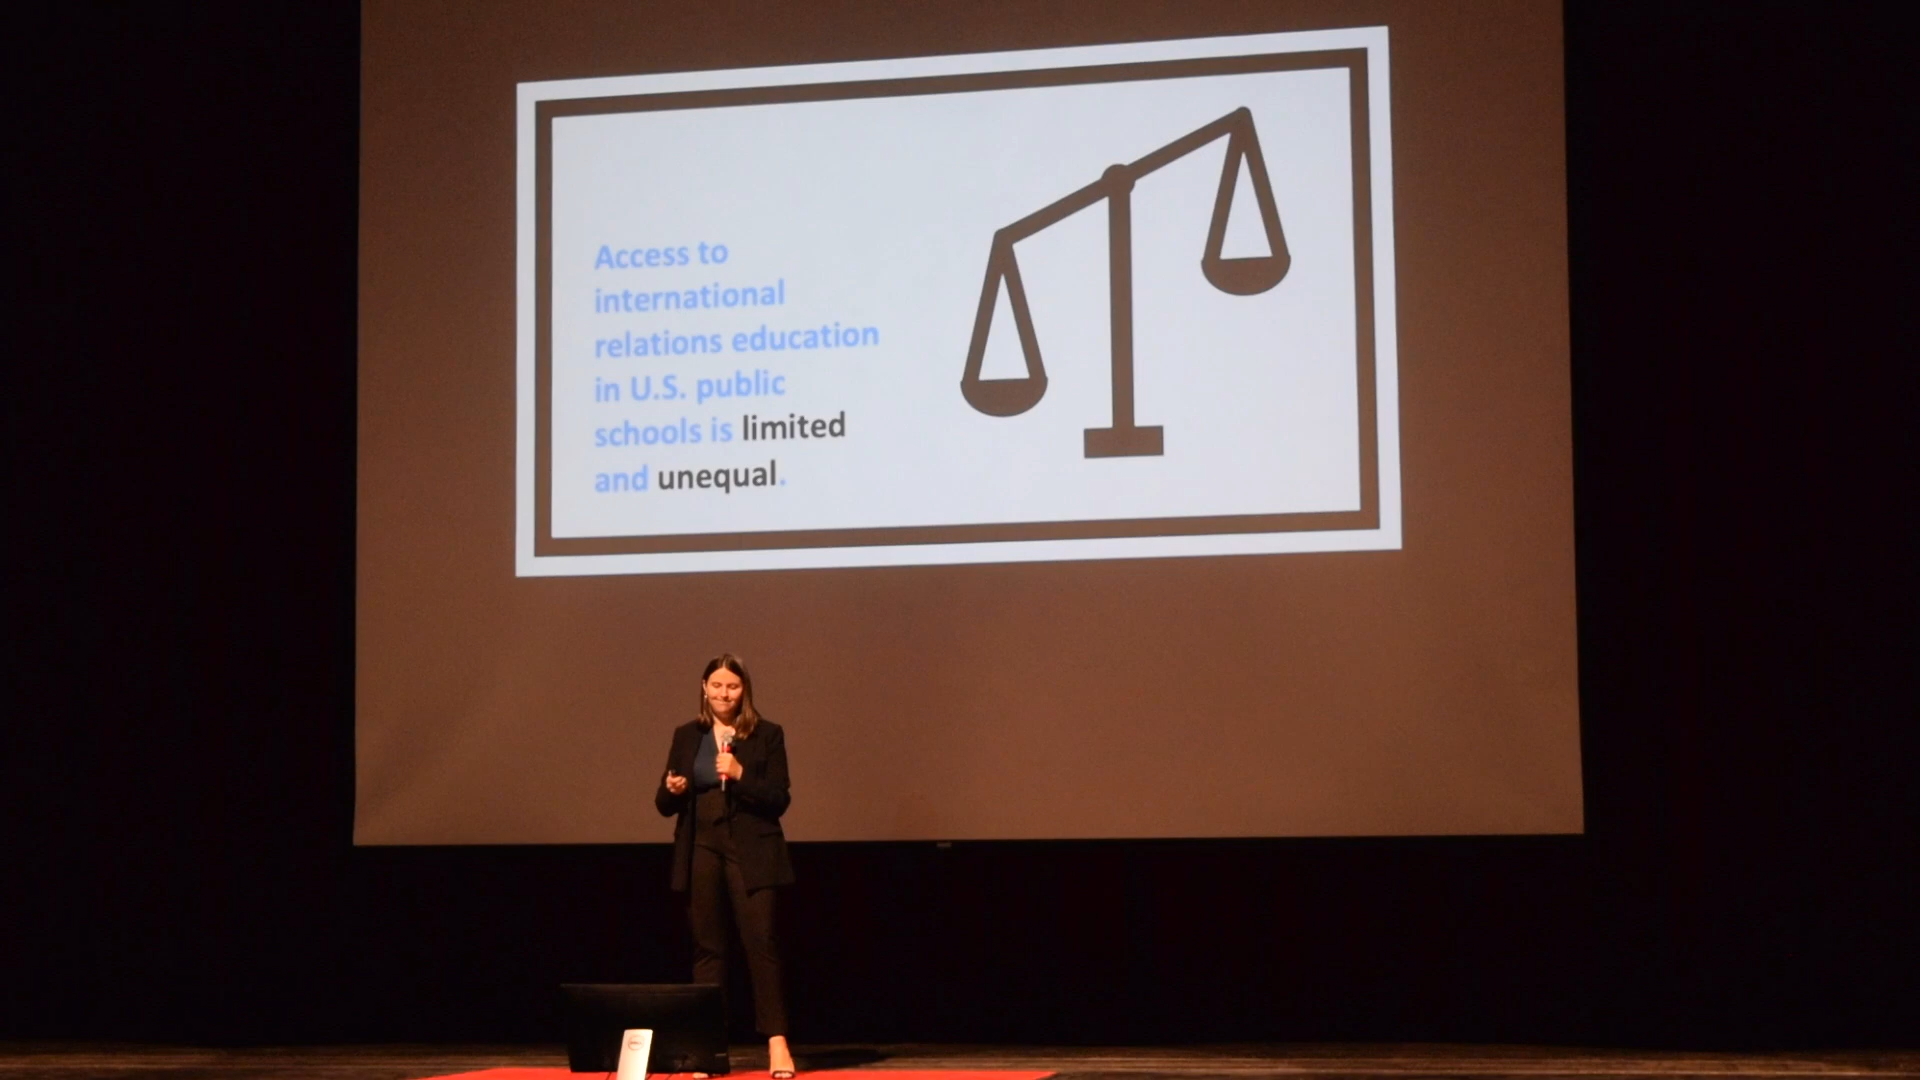 Access to
international
relations education
in U.S. public
schools is limited
and unequal.